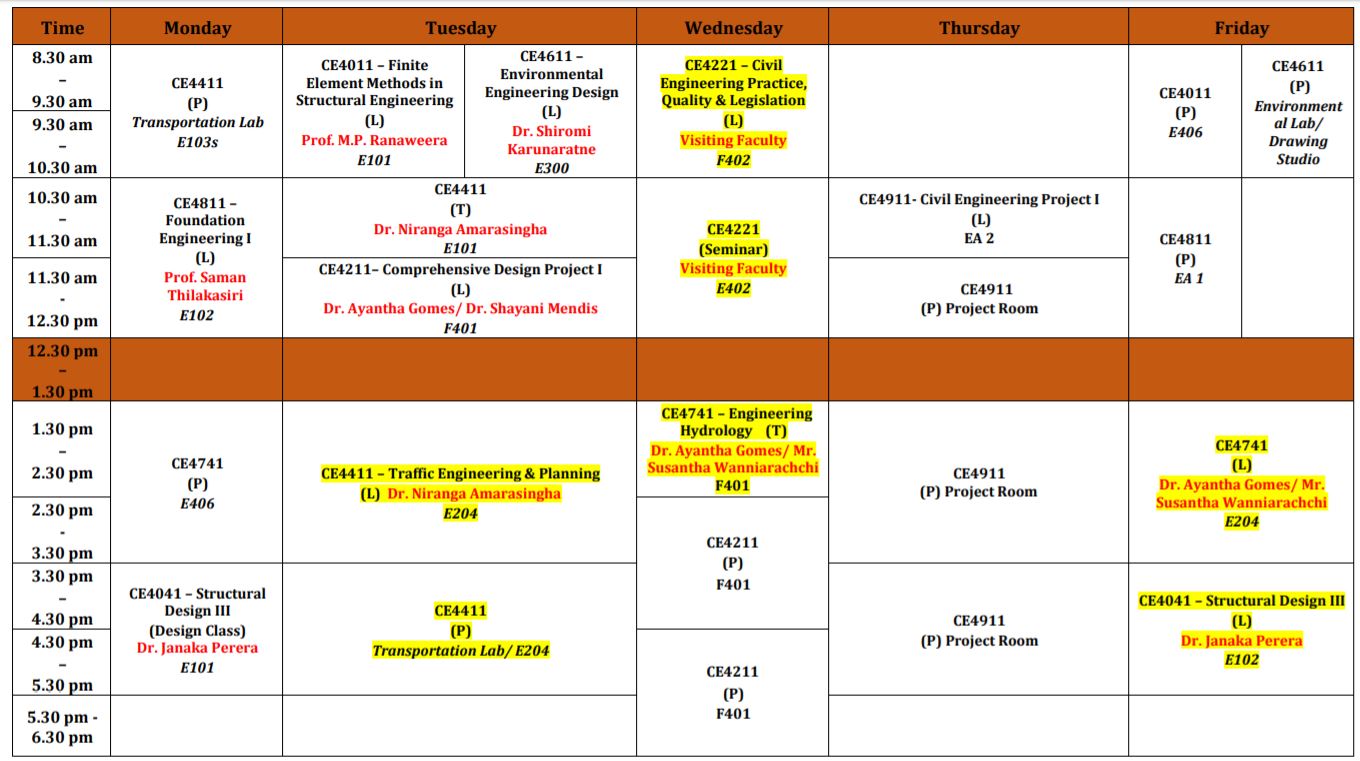 Time
Monday
Tuesday
Wednesday
Thursday
Friday
8.30 am
–
9.30 am
9.30 am
–
10.30 am
CE4411
(P)
Transportation Lab
E103s
CE4011 – Finite
Element Methods in
Structural Engineering
(L)
Prof. M.P. Ranaweera
E101
CE4611 –
Environmental
Engineering Design
(L)
Dr. Shiromi
Karunaratne
E300
CE4221 – Civil
Engineering Practice,
Quality & Legislation
(L)
Visiting Faculty
F402
CE4011
(P)
E406
CE4611
(P)
Environment
al Lab/
Drawing
Studio
10.30 am
–
11.30 am
11.30 am
-
12.30 pm
CE4811 –
Foundation
Engineering I
(L)
Prof. Saman
Thilakasiri
E102
CE4411
(T)
Dr. Niranga Amarasingha
E101
CE4211– Comprehensive Design Project I
(L)
Dr. Ayantha Gomes/ Dr. Shayani Mendis
F401
CE4221
(Seminar)
Visiting Faculty
E402
CE4911- Civil Engineering Project I
(L)
EA 2
CE4911
(P) Project Room
CE4811
(P)
EA 1
12.30 pm
–
1.30 pm
1.30 pm
–
2.30 pm
2.30 pm
-
3.30 pm
CE4741
(P)
E406
CE4411 – Traffic Engineering & Planning
(L) Dr. Niranga Amarasingha
E204
CE4741 – Engineering
Hydrology (T)
Dr. Ayantha Gomes/ Mr.
Susantha Wanniarachchi
F401
CE4211
(P)
F401
CE4911
(P) Project Room
CE4741
(L)
Dr. Ayantha Gomes/ Mr.
Susantha Wanniarachchi
E204
3.30 pm
–
4.30 pm
4.30 pm
–
5.30 pm
CE4041 – Structural
Design III
(Design Class)
Dr. Janaka Perera
E101
CE4411
(P)
Transportation Lab/ E204
CE4211
(P)
F401
CE4911
(P) Project Room
CE4041 – Structural Design III
(L)
Dr. Janaka Perera
E102
5.30 pm -
6.30 pm